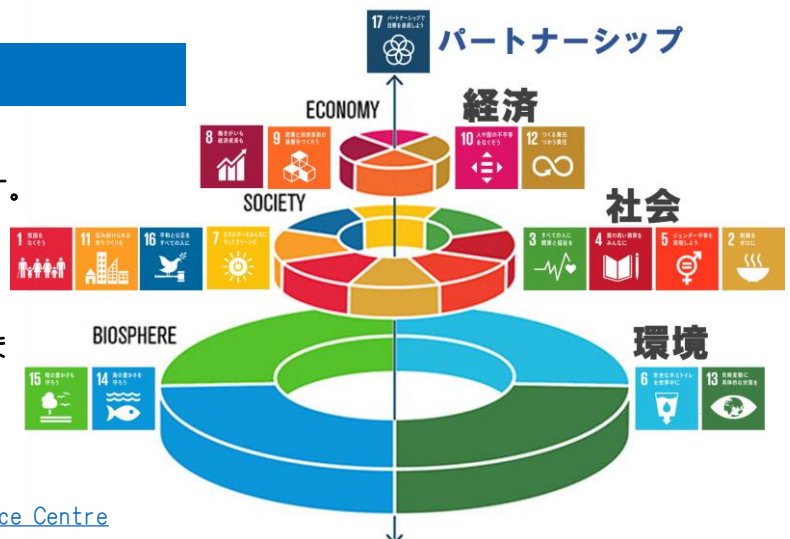 17 パートナーシップで
目標を達成しよう
パートナーシップ
ECONOMY
経済
8 働きがいも
経済成長も
9 産業と技術革新の
基盤をつくろう
10 人や国の不平等
をなくそう
12 つくる責任
つかう責任
す。
SOCIETY
社会
1 貧困を
なくそう
11 住み続けられる
まちづくりを
16 平和と公正を
すべての人に
7 エネルギーをみんなに
そしてクリーンに
3 すべての人に
健康と福祉を
4 質の高い教育を
みんなに
5 ジェンダー平等を
実現しよう
2 飢餓を
ゼロに
ま
BIOSPHERE
環境
15 陸の豊かさも
守ろう
14 海の豊かさを
守ろう
6 安全な水とトイレ
を世界中に
13 気候変動に
具体的な対策を
ce Centre